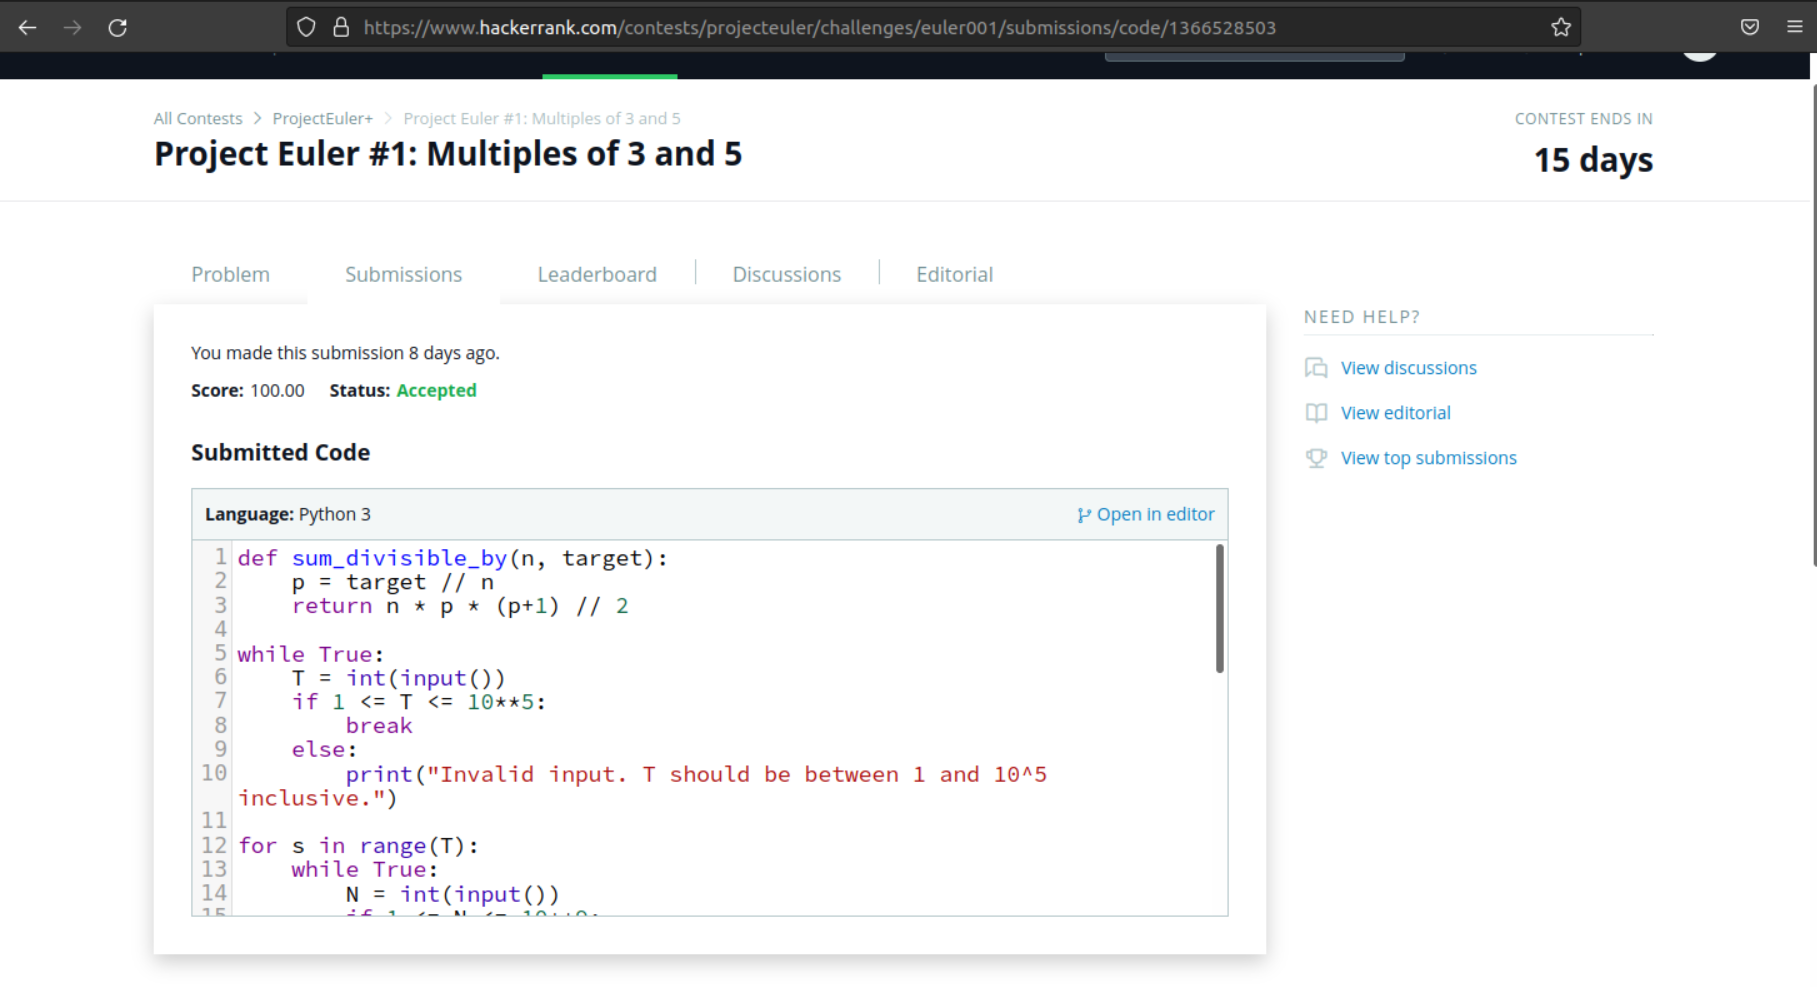 https://www.hackerrank.com/contests/projecteuler/challenges/euler001/submissions/code/1366528503
All Contests > ProjectEuler+ > Project Euler #1: Multiples of 3 and 5
Project Euler #1: Multiples of 3 and 5
CONTEST ENDS IN
15 days
Problem
Submissions
Leaderboard
Discussions
Editorial
You made this submission 8 days ago.
Score: 100.00 Status: Accepted
Submitted Code
Language: Python 3
Open in editor
1 def sum_divisible_by(n, target):
2     p = target // n
3     return n * p * (p+1) // 2
4
5 while True:
6     T = int(input())
7     if 1 <= T <= 10**5:
8         break
9     else:
10         print("Invalid input. T should be between 1 and 10^5
inclusive.")
11
12 for s in range(T):
13     while True:
14         N = int(input())
NEED HELP?
View discussions
View editorial
View top submissions